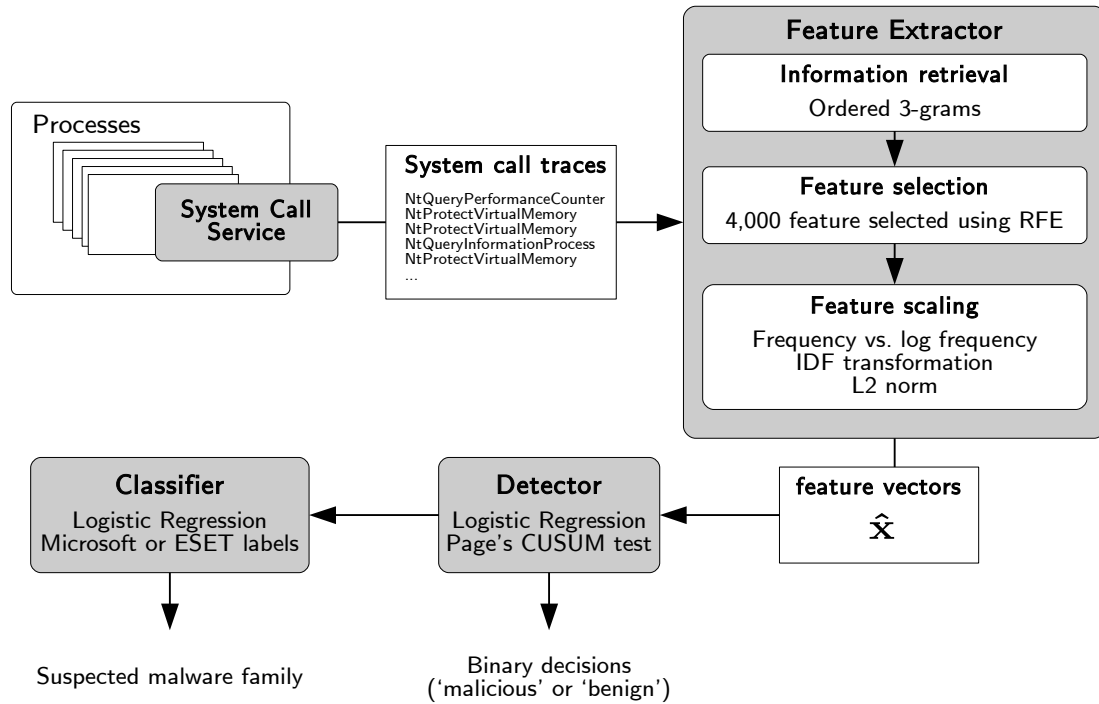 Processes
System Call
Service
System call traces
NtQueryPerformanceCounter
NtProtectVirtualMemory
NtProtectVirtualMemory
NtQueryInformationProcess
NtProtectVirtualMemory
...
Feature Extractor
Information retrieval
Ordered 3-grams
Feature selection
4,000 feature selected using RFE
Feature scaling
Frequency vs. log frequency
IDF transformation
L2 norm
feature vectors
x̂
Detector
Logistic Regression
Page's CUSUM test
Classifier
Logistic Regression
Microsoft or ESET labels
Binary decisions
(‘malicious’ or ‘benign’)
Suspected malware family